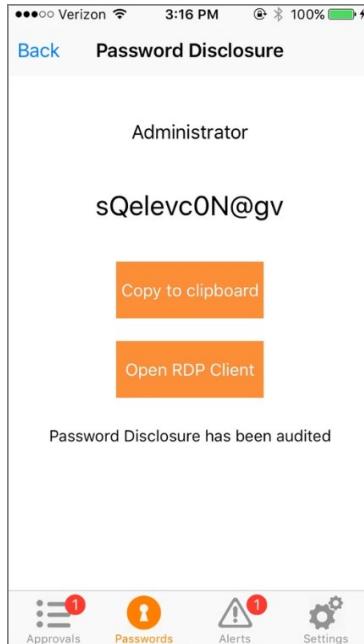 Verizon 3:16 PM 100%
Back Password Disclosure
Administrator
sQelevc0N@gv
Copy to clipboard
Open RDP Client
Password Disclosure has been audited
1 1
Approvals Passwords Alerts Settings